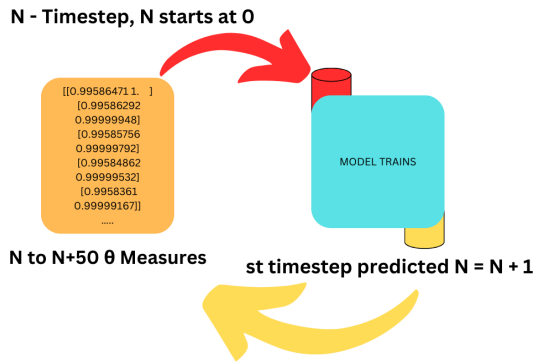 N - Timestep, N starts at 0
[[0.99586471 1.    ]
[0.99586292
0.99999948]
[0.99585756
0.99999792]
[0.99584862
0.99999532]
[0.9958361
0.99999167]]
.....
MODEL TRAINS
N to N+50 θ Measures
st timestep predicted N = N + 1